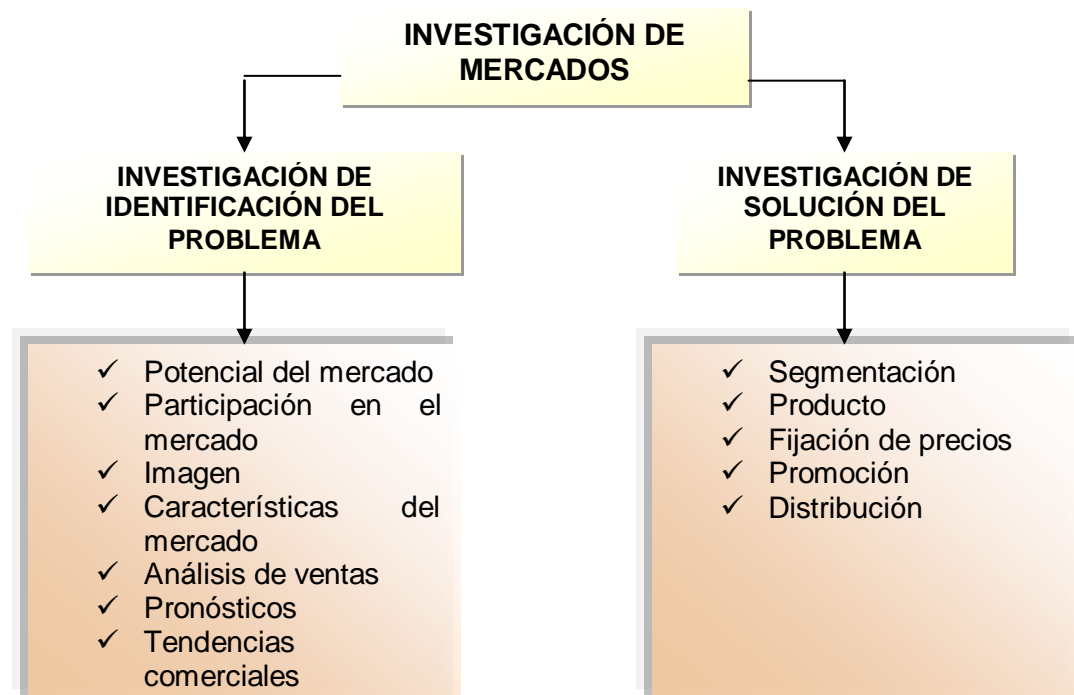 INVESTIGACIÓN DE
MERCADOS
INVESTIGACIÓN DE
IDENTIFICACIÓN DEL
PROBLEMA
INVESTIGACIÓN DE
SOLUCIÓN DEL
PROBLEMA
✓ Potencial del mercado
✓ Participación en el
mercado
✓ Imagen
✓ Características del
mercado
✓ Análisis de ventas
✓ Pronósticos
✓ Tendencias
comerciales
✓ Segmentación
✓ Producto
✓ Fijación de precios
✓ Promoción
✓ Distribución